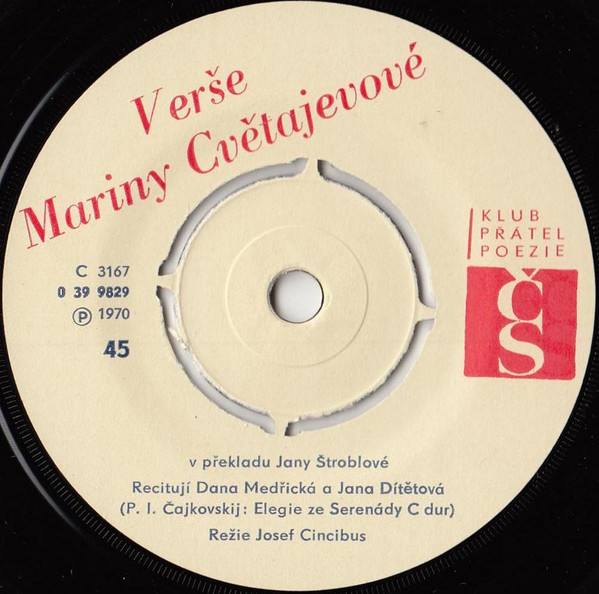 Verše
Mariny Cvětajevové
KLUB
PŘÁTEL
POEZIE
ČS
C 3167
0 39 9829
Ⓟ 1970
45
v překladu Jany Štroblové
Recitují Dana Medřická a Jana Dítětová
(P. I. Čajkovskij: Elegie ze Serenády C dur)
Režie Josef Cincibus